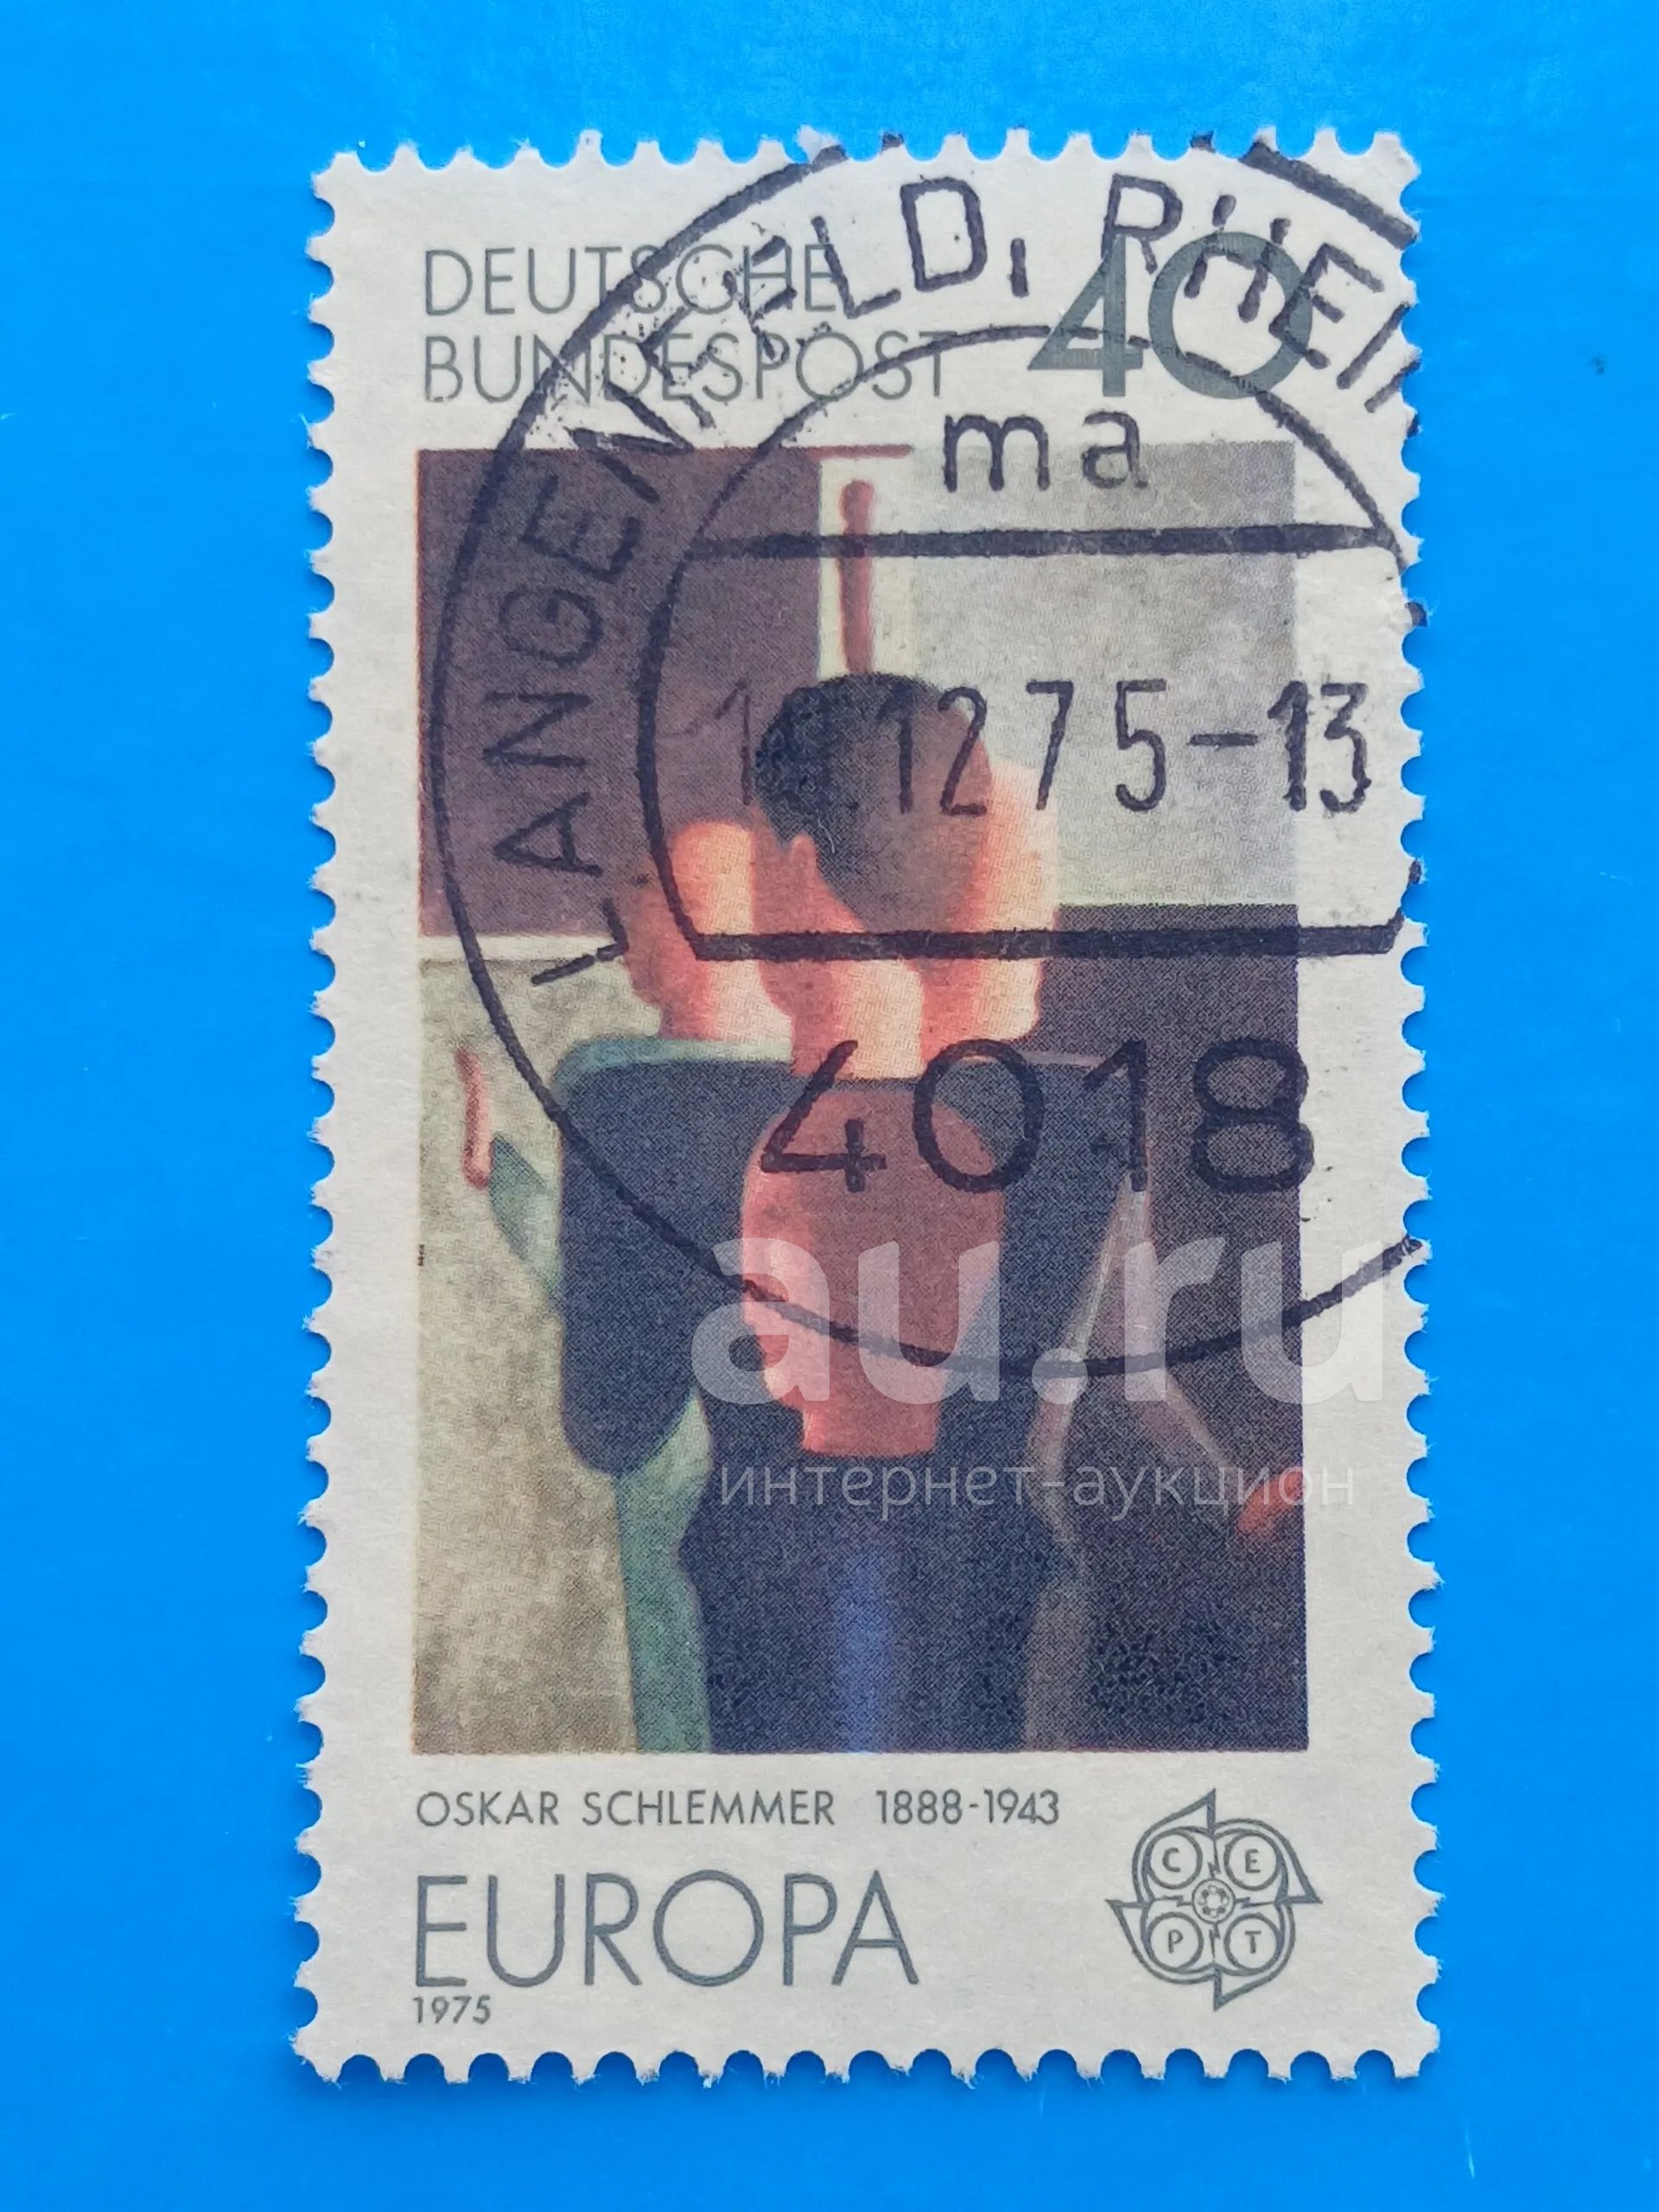 DEUTSCHE
BUNDESPOST
40
LANGENFELD, RHEI
ma
12 75-13
4018
au.ru
интернет-аукцион
OSKAR SCHLEMMER 1888-1943
EUROPA
1975
C E
P T